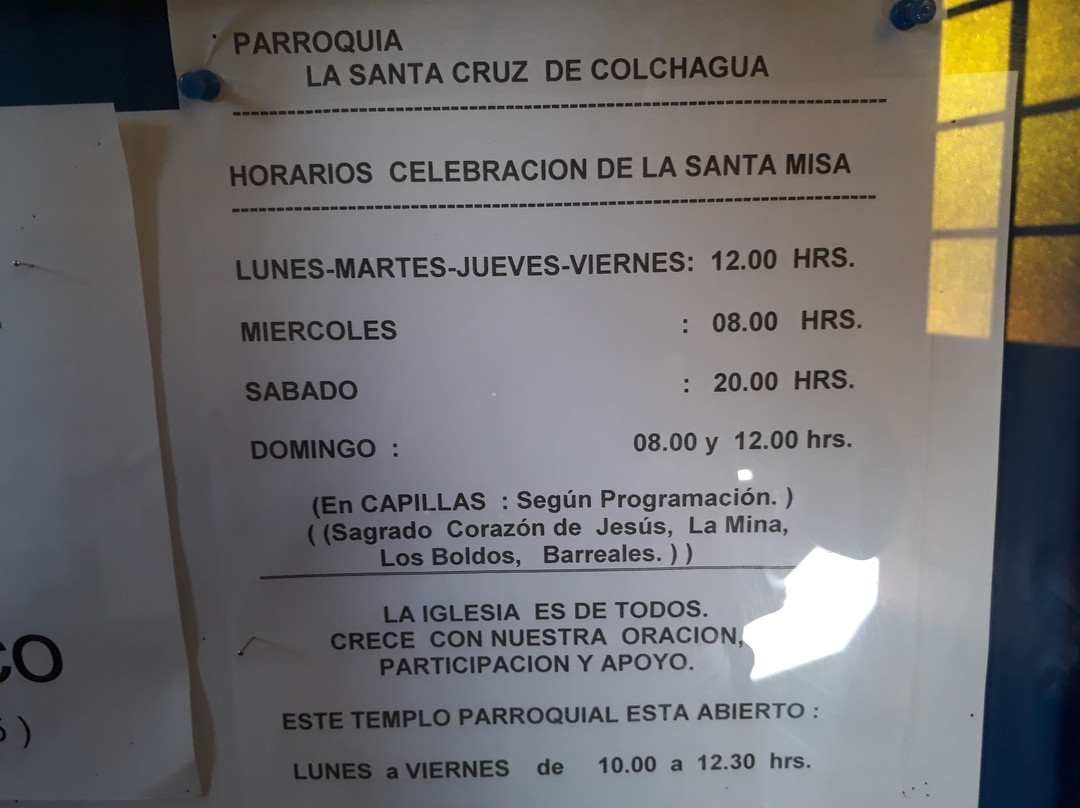 PARROQUIA
LA SANTA CRUZ DE COLCHAGUA
HORARIOS CELEBRACION DE LA SANTA MISA
LUNES-MARTES-JUEVES-VIERNES: 12.00 HRS.
MIERCOLES : 08.00 HRS.
SABADO : 20.00 HRS.
DOMINGO : 08.00 y 12.00 hrs.
(En CAPILLAS : Según Programación. )
( (Sagrado Corazón de Jesús, La Mina,
Los Boldos, Barreales. ) )
LA IGLESIA ES DE TODOS.
CRECE CON NUESTRA ORACION,
PARTICIPACION Y APOYO.
ESTE TEMPLO PARROQUIAL ESTA ABIERTO :
LUNES a VIERNES de 10.00 a 12.30 hrs.